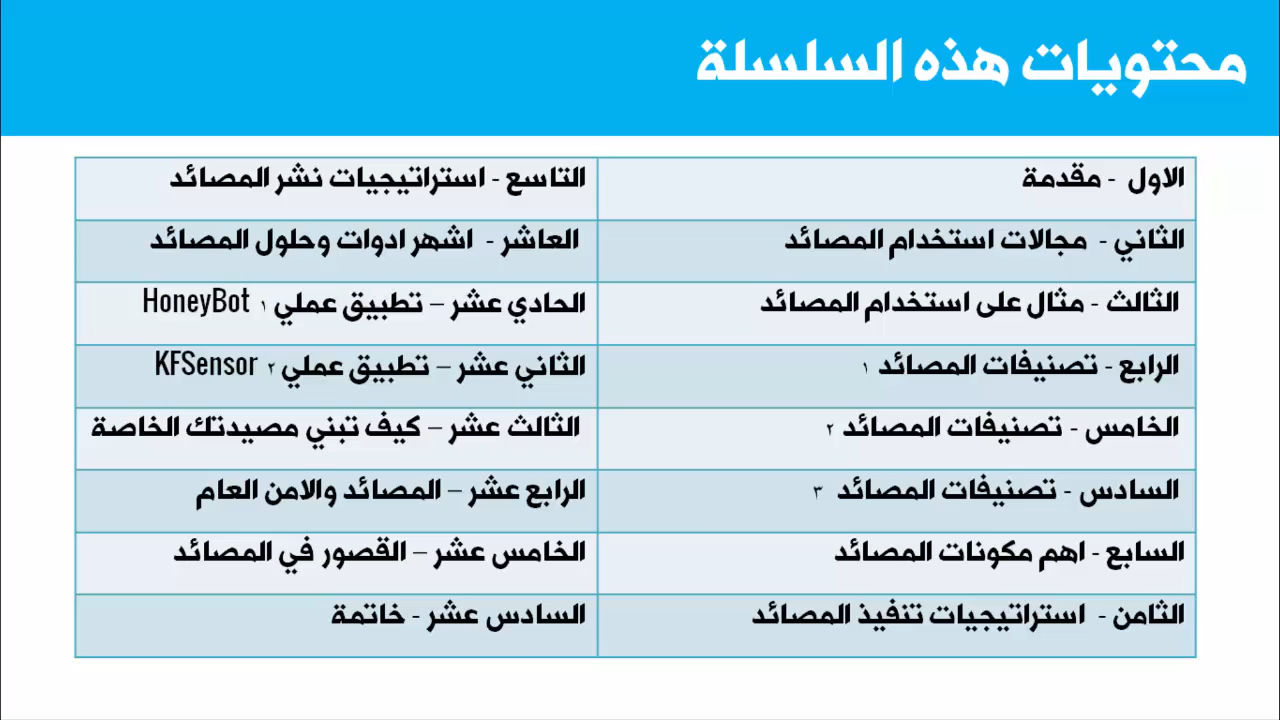 محتويات هذه السلسلة
الاول - مقدمة
الثاني - مجالات استخدام المصائد
الثالث - مثال على استخدام المصائد
الرابع - تصنيفات المصائد ١
الخامس - تصنيفات المصائد ٢
السادس - تصنيفات المصائد ٣
السابع - اهم مكونات المصائد
الثامن - استراتيجيات تنفيذ المصائد
التاسع - استراتيجيات نشر المصائد
العاشر - اشهر ادوات وحلول المصائد
الحادي عشر – تطبيق عملي ١ HoneyBot
الثاني عشر – تطبيق عملي ٢ KFSensor
الثالث عشر – كيف تبني مصيدتك الخاصة
الرابع عشر – المصائد والامن العام
الخامس عشر – القصور في المصائد
السادس عشر - خاتمة